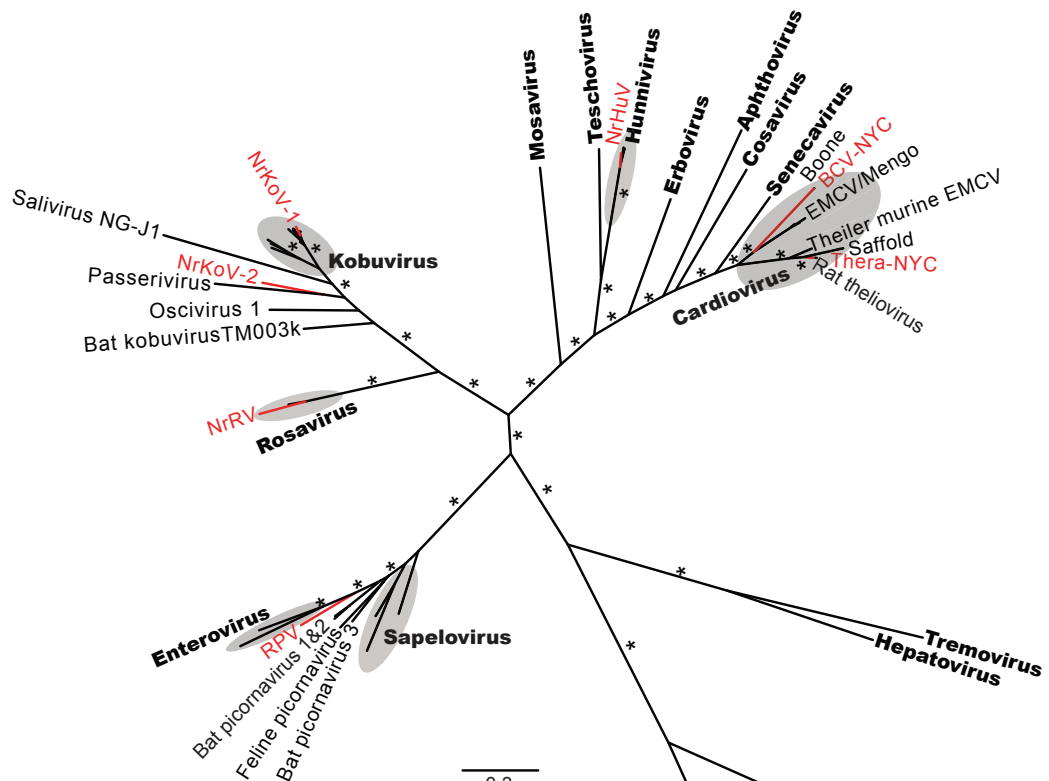 Mosavirus
Teschovirus
NrHuV
Hunnivirus
Erbovirus
Aphthovirus
Cosavirus
Senecavirus
Boone
BCV-NYC
EMCV/Mengo
Theiler murine EMCV
Saffold
Thera-NYC
Rat theliovirus
Cardiovirus
NrKoV-1
Salivirus NG-J1
Kobuvirus
NrKoV-2
Passerivirus
Oscivirus 1
Bat kobuvirusTM003k
NrRV
Rosavirus
Enterovirus
RPV
Bat picornavirus 1&2
Feline picornavirus
Bat picornavirus 3
Sapelovirus
Tremovirus
Hepatovirus